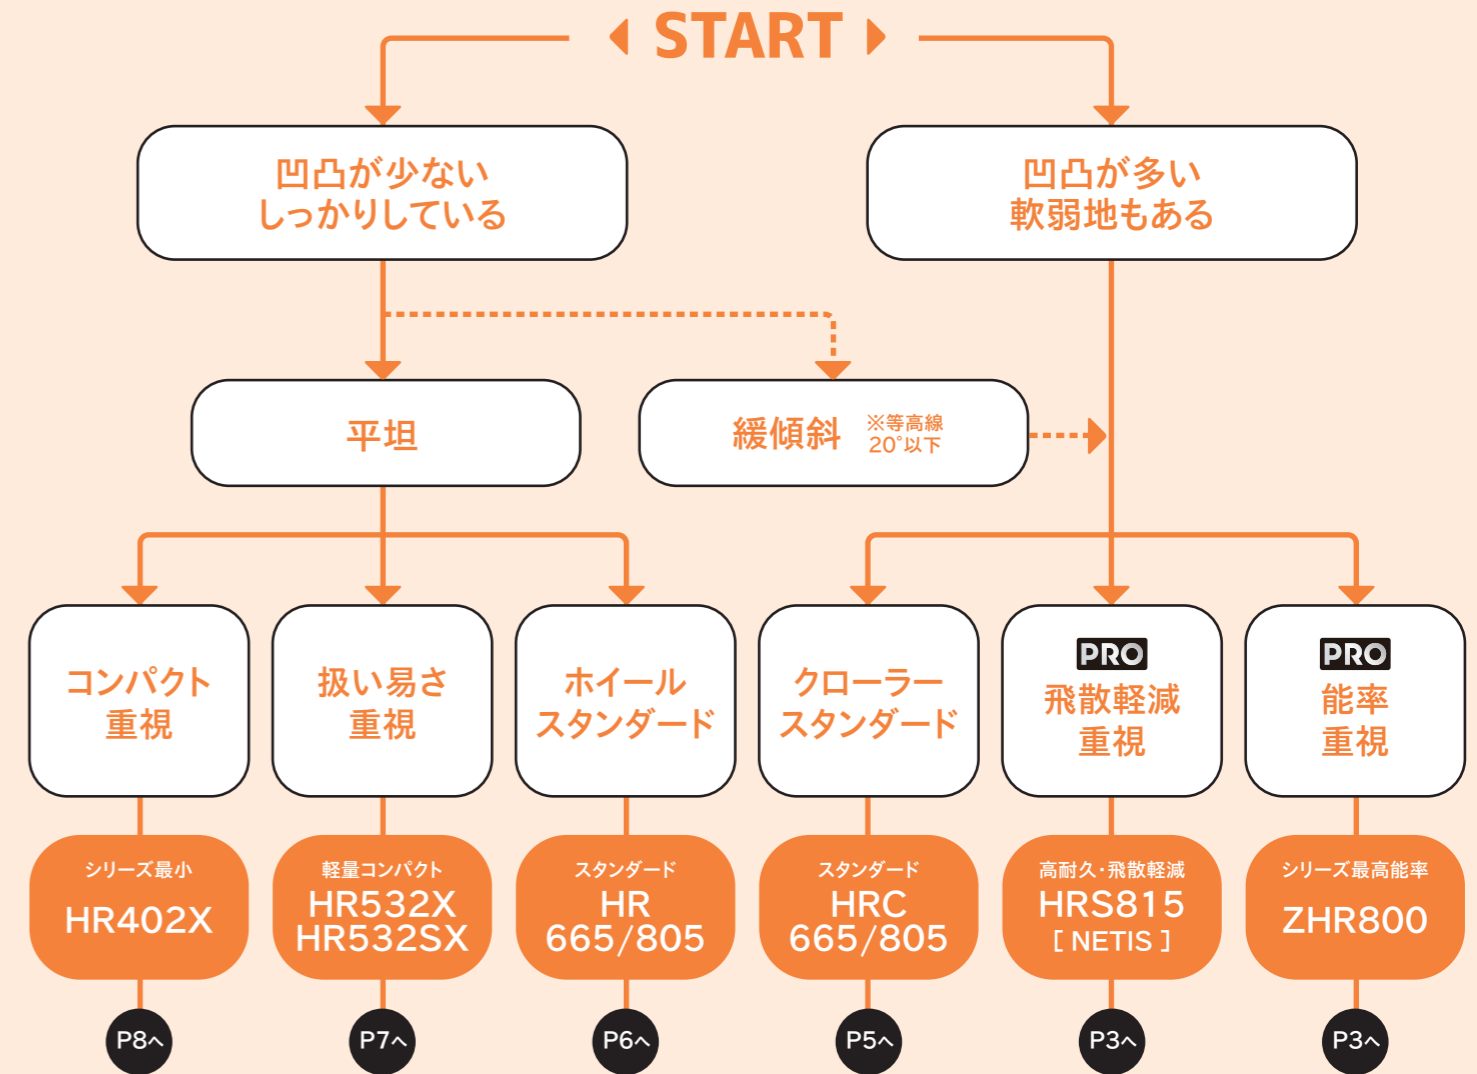 START
凹凸が少ない
しっかりしている
凹凸が多い
軟弱地もある
平坦
緩傾斜
※等高線
20°以下
コンパクト
重視
扱い易さ
重視
ホイール
スタンダード
クローラー
スタンダード
PRO
飛散軽減
重視
PRO
能率
重視
シリーズ最小
HR402X
軽量コンパクト
HR532X
HR532SX
スタンダード
HR
665/805
スタンダード
HRC
665/805
高耐久・飛散軽減
HRS815
[ NETIS ]
シリーズ最高能率
ZHR800
P8へ
P7へ
P6へ
P5へ
P3へ
P3へ